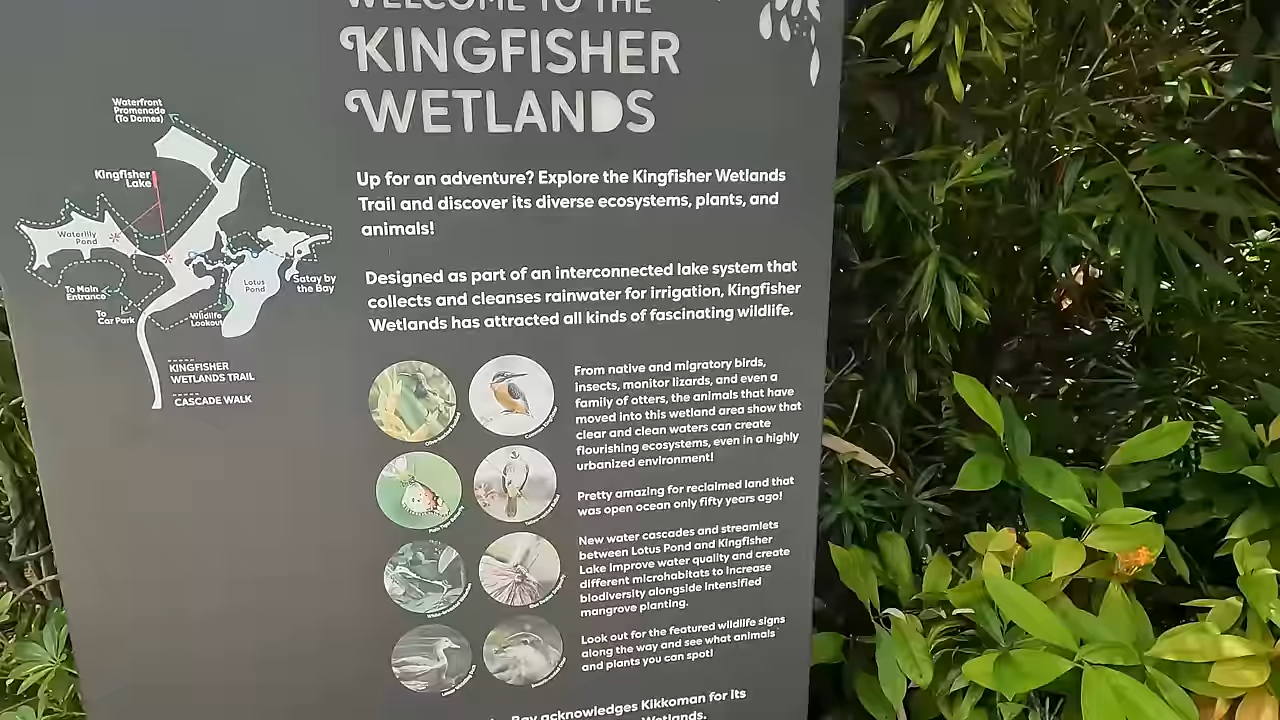 WELCOME TO THE
KINGFISHER
WETLANDS
Up for an adventure? Explore the Kingfisher Wetlands
Trail and discover its diverse ecosystems, plants, and
animals!
Designed as part of an interconnected lake system that
collects and cleanses rainwater for irrigation, Kingfisher
Wetlands has attracted all kinds of fascinating wildlife.
From native and migratory birds,
insects, monitor lizards, and even a
family of otters, the animals that have
moved into this wetland area show that
clear and clean waters can create
flourishing ecosystems, even in a highly
urbanized environment!
Pretty amazing for reclaimed land that
was open ocean only fifty years ago!
New water cascades and streamlets
between Lotus Pond and Kingfisher
Lake improve water quality and create
different microhabitats to increase
biodiversity alongside intensified
mangrove planting.
Look out for the featured wildlife signs
along the way and see what animals
and plants you can spot!
Bay acknowledges Kikkoman for its
Wetlands.
Waterfront
Promenade
(To Domes)
Kingfisher
Lake
Waterlily
Pond
To Main
Entrance
To
Car Park
Wildlife
Lookout
Lotus
Pond
Satay by
the Bay
KINGFISHER
WETLANDS TRAIL
CASCADE WALK